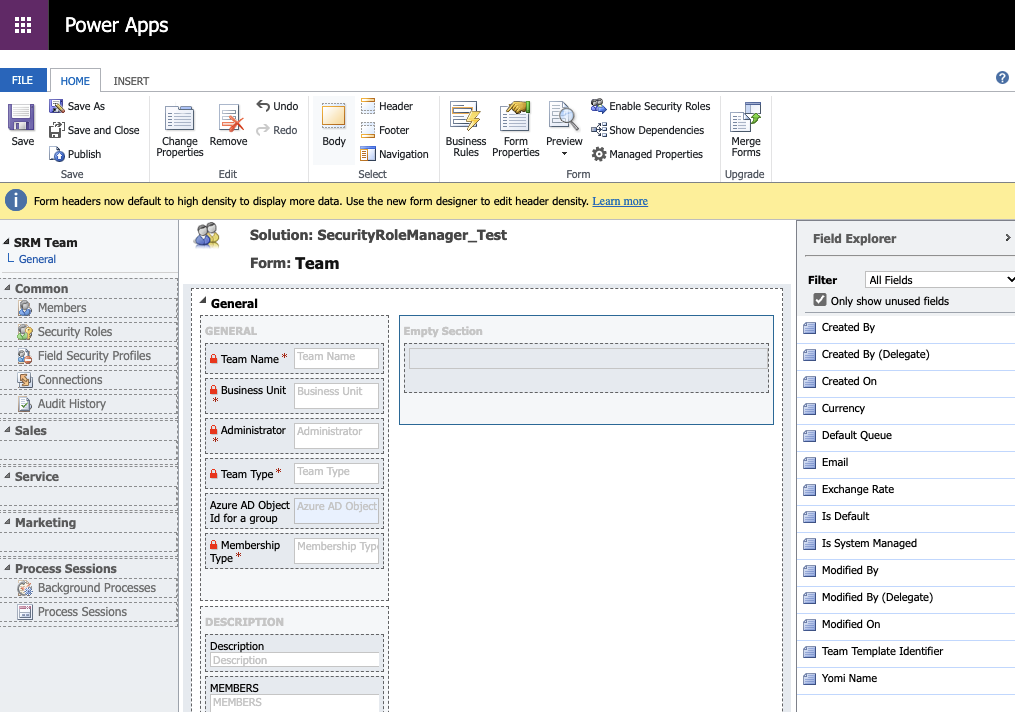 Power Apps
FILE
HOME
INSERT
Save
Save As
Save and Close
Publish
Save
Change
Properties
Remove
Undo
Redo
Edit
Body
Header
Footer
Navigation
Select
Business
Rules
Form
Properties
Preview
Enable Security Roles
Show Dependencies
Managed Properties
Form
Merge
Forms
Upgrade
Form headers now default to high density to display more data. Use the new form designer to edit header density. Learn more
SRM Team
General
Common
Members
Security Roles
Field Security Profiles
Connections
Audit History
Sales
Service
Marketing
Process Sessions
Background Processes
Process Sessions
Solution: SecurityRoleManager_Test
Form: Team
General
GENERAL
Team Name * Team Name
Business Unit Business Unit
*
Administrator Administrator
*
Team Type * Team Type
Azure AD Object Azure AD Object
Id for a group
Membership Membership Typ
Type *
DESCRIPTION
Description
Description
MEMBERS
MEMBERS
Empty Section
Field Explorer
Filter All Fields
Only show unused fields
Created By
Created By (Delegate)
Created On
Currency
Default Queue
Email
Exchange Rate
Is Default
Is System Managed
Modified By
Modified By (Delegate)
Modified On
Team Template Identifier
Yomi Name